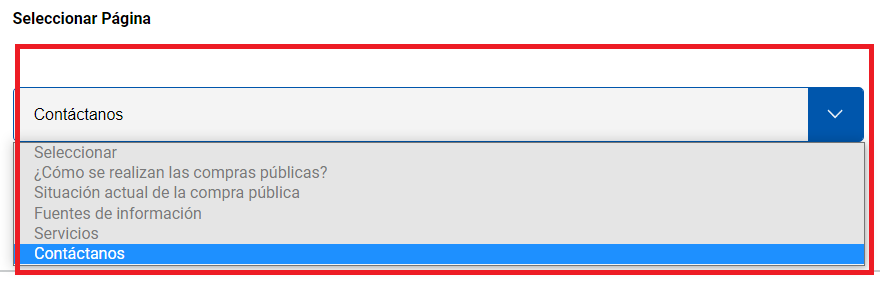 Seleccionar Página
Contáctanos
Seleccionar
¿Cómo se realizan las compras públicas?
Situación actual de la compra pública
Fuentes de información
Servicios
Contáctanos